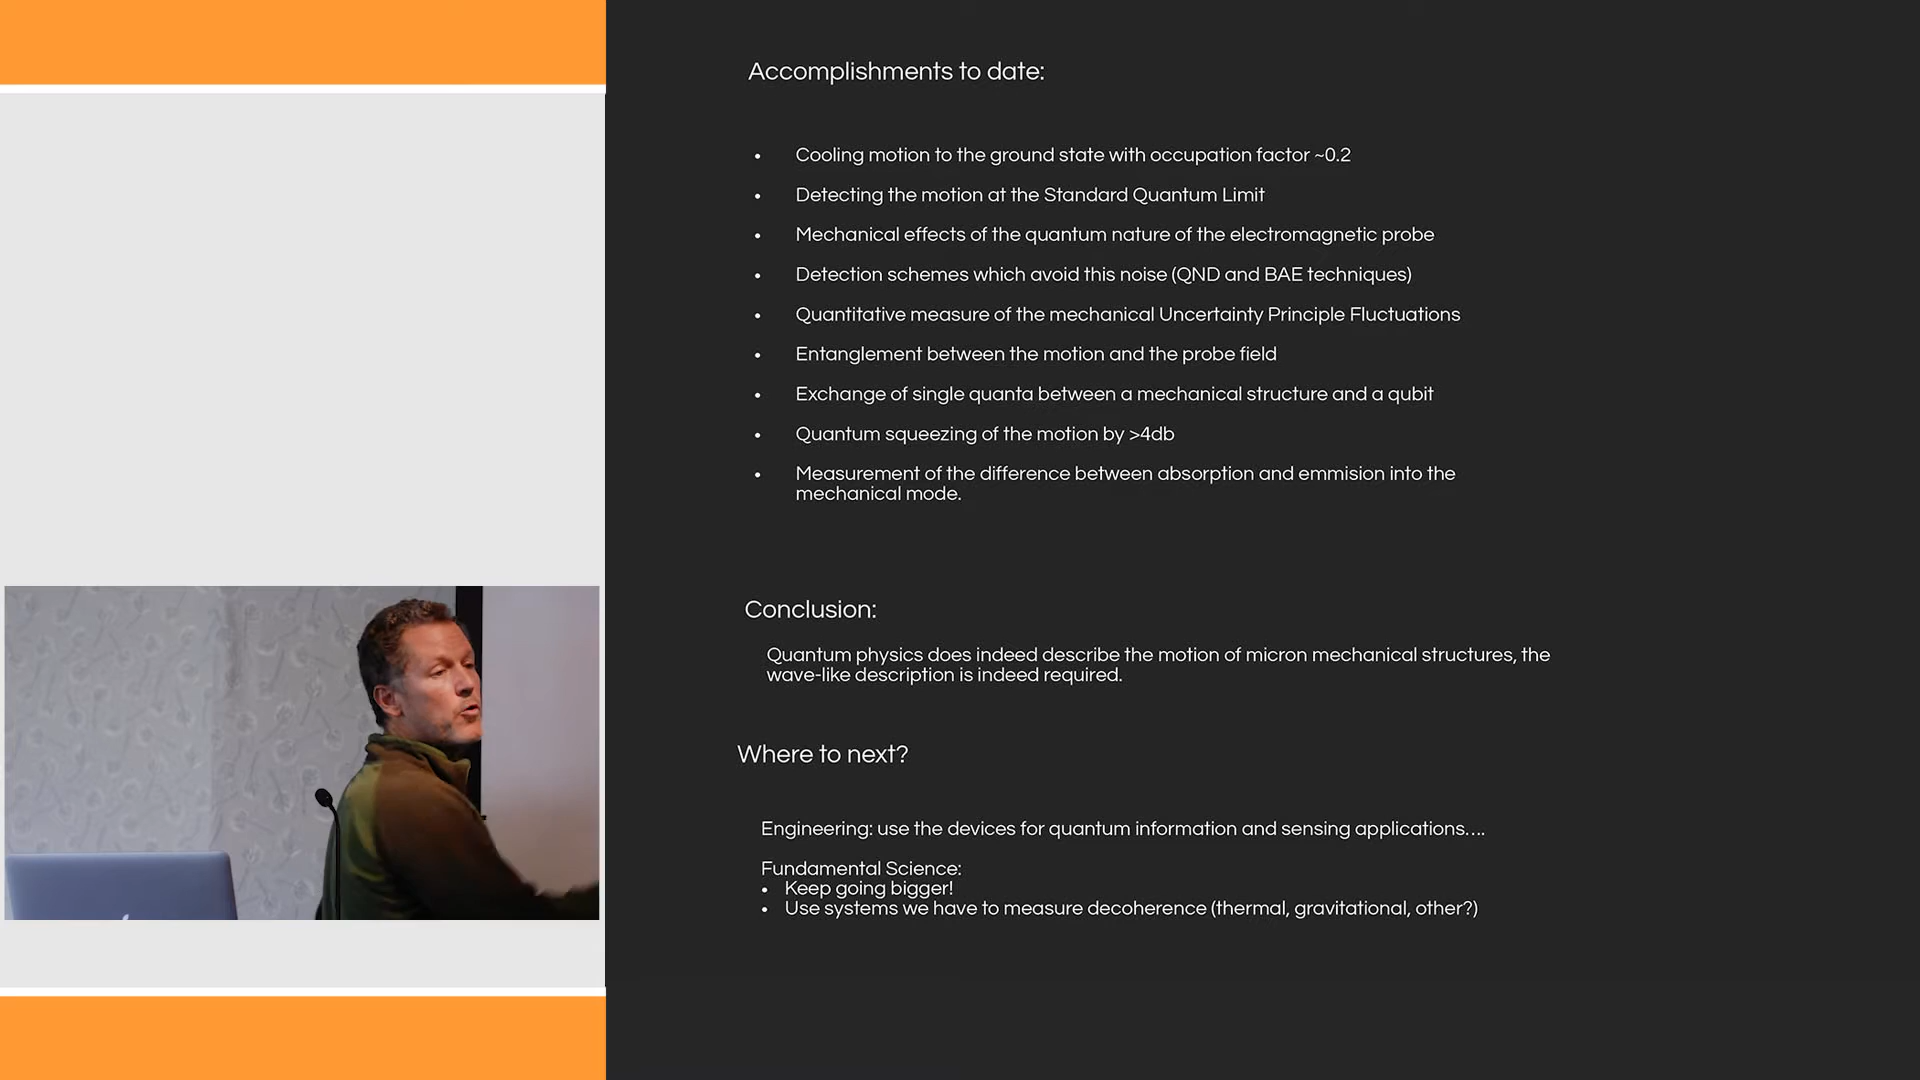 Accomplishments to date:
• Cooling motion to the ground state with occupation factor ~0.2
• Detecting the motion at the Standard Quantum Limit
• Mechanical effects of the quantum nature of the electromagnetic probe
• Detection schemes which avoid this noise (QND and BAE techniques)
• Quantitative measure of the mechanical Uncertainty Principle Fluctuations
• Entanglement between the motion and the probe field
• Exchange of single quanta between a mechanical structure and a qubit
• Quantum squeezing of the motion by >4db
• Measurement of the difference between absorption and emmision into the
mechanical mode.
Conclusion:
Quantum physics does indeed describe the motion of micron mechanical structures, the
wave-like description is indeed required.
Where to next?
Engineering: use the devices for quantum information and sensing applications....
Fundamental Science:
• Keep going bigger!
• Use systems we have to measure decoherence (thermal, gravitational, other?)